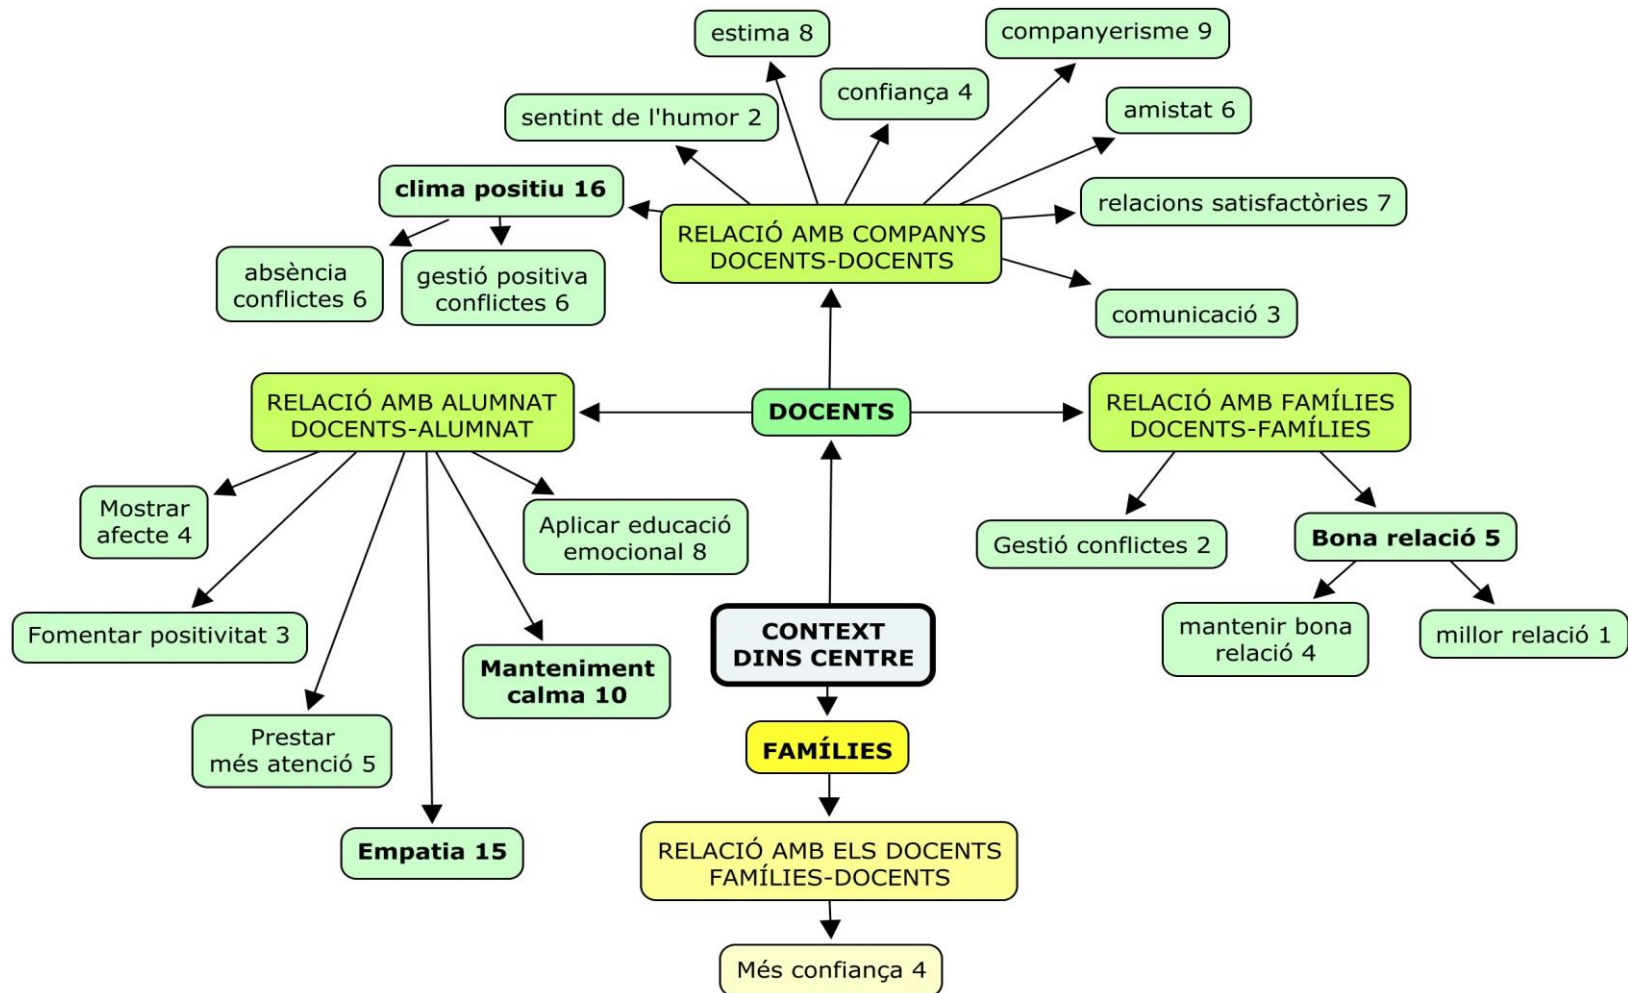 estima 8
companyerisme 9
confiança 4
amistat 6
sentint de l'humor 2
clima positiu 16
relacions satisfactòries 7
RELACIÓ AMB COMPANYS
DOCENTS-DOCENTS
absència
conflictes 6
gestió positiva
conflictes 6
comunicació 3
RELACIÓ AMB ALUMNAT
DOCENTS-ALUMNAT
DOCENTS
RELACIÓ AMB FAMÍLIES
DOCENTS-FAMÍLIES
Mostrar
afecte 4
Aplicar educació
emocional 8
Gestió conflictes 2
Bona relació 5
Fomentar positivitat 3
Manteniment
calma 10
CONTEXT
DINS CENTRE
mantenir bona
relació 4
millor relació 1
Prestar
més atenció 5
FAMÍLIES
Empatia 15
RELACIÓ AMB ELS DOCENTS
FAMÍLIES-DOCENTS
Més confiança 4